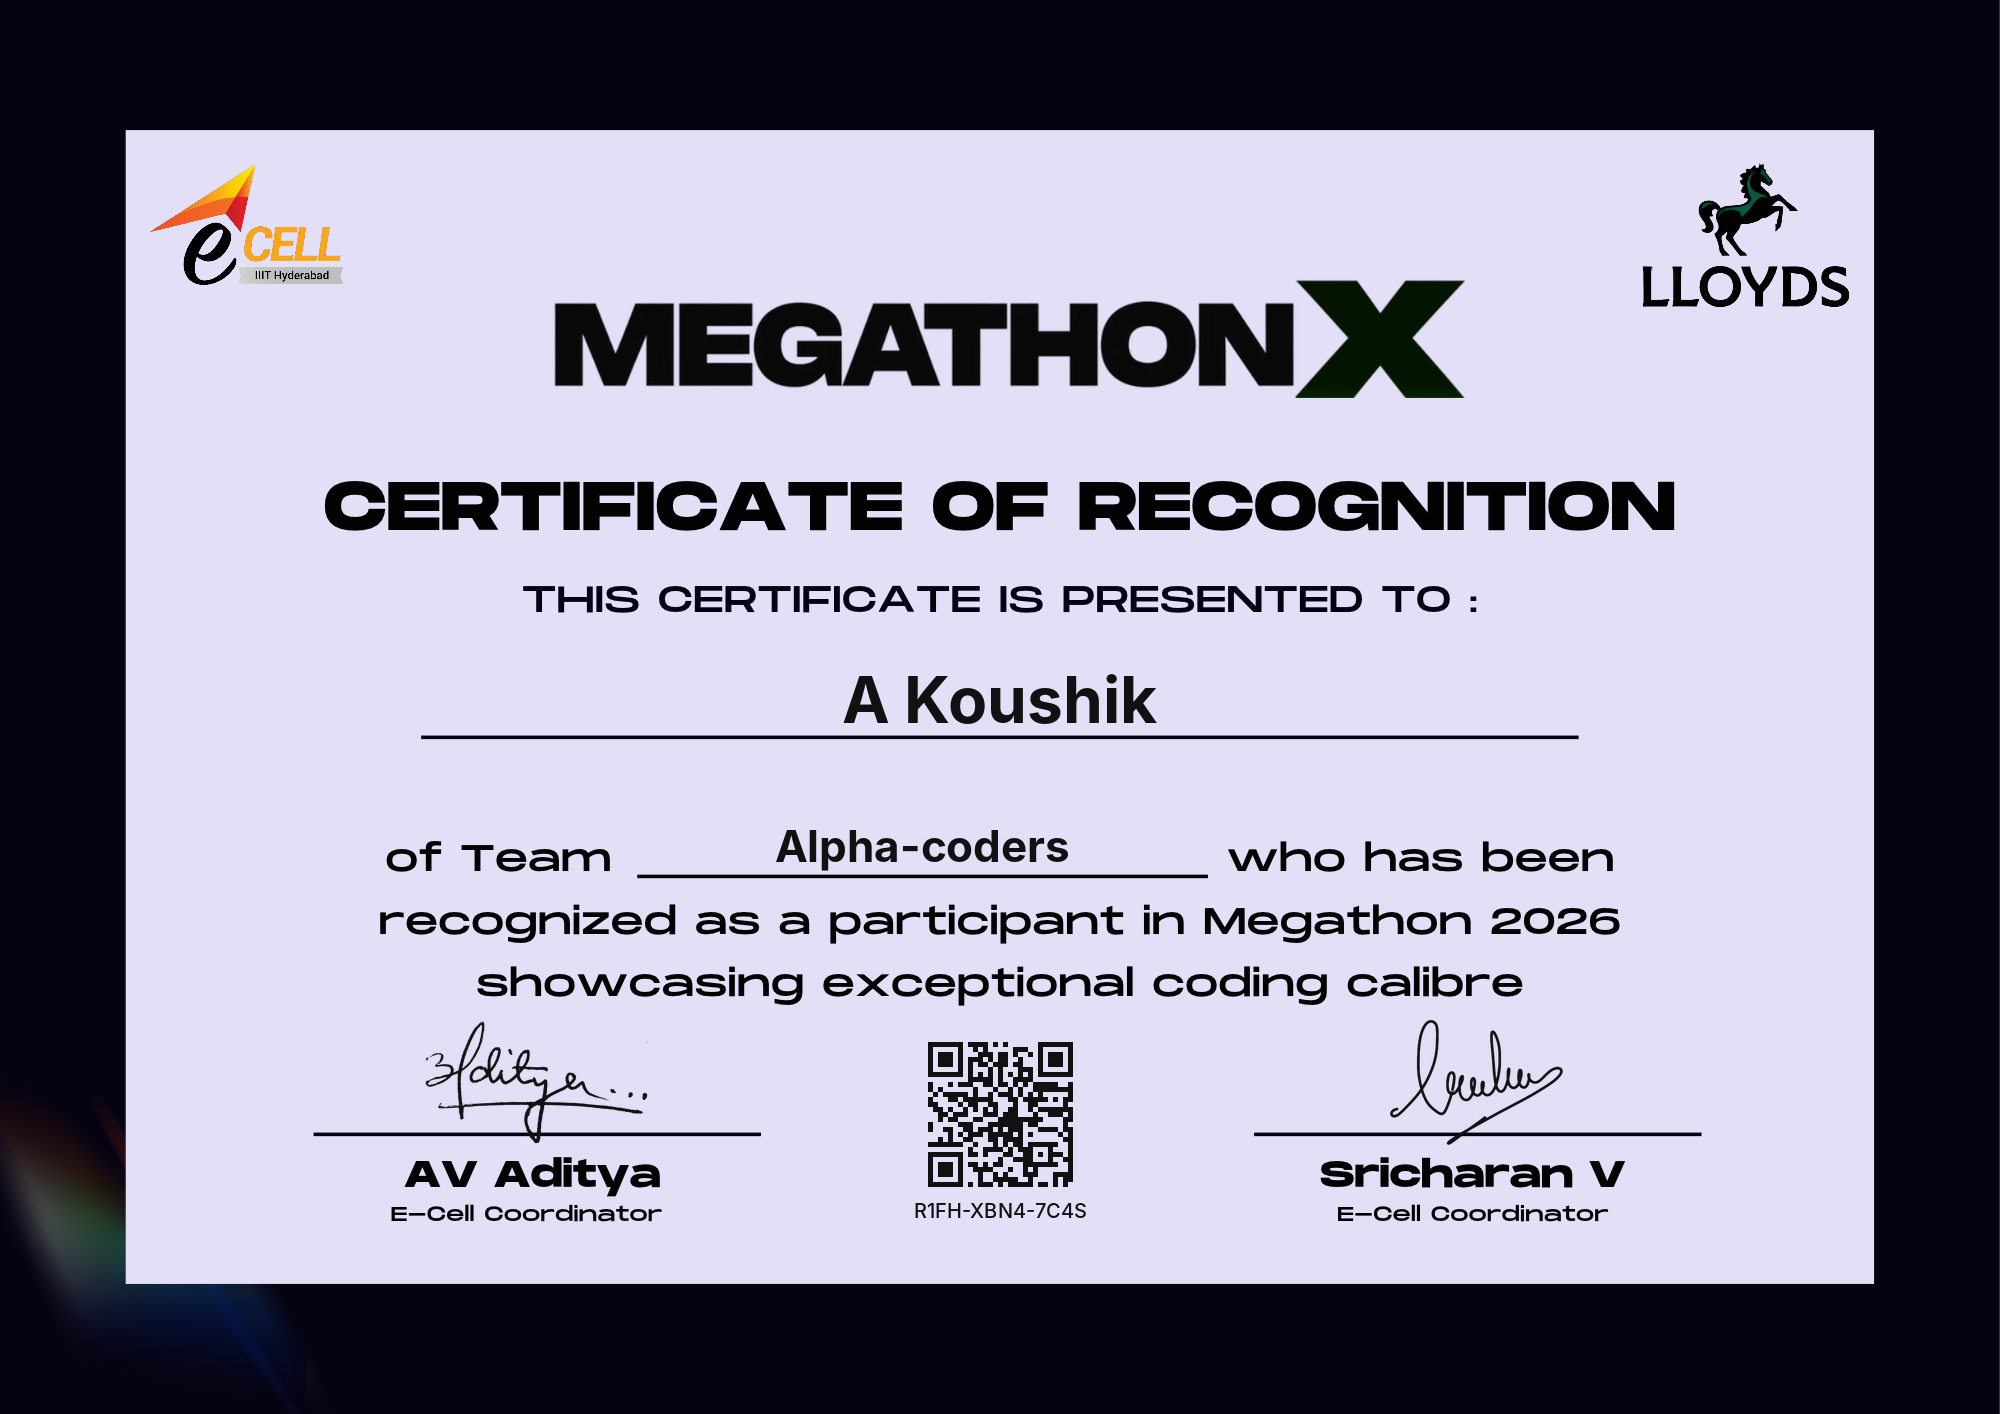 eCELL
IIIT Hyderabad
LLOYDS
MEGATHONX
CERTIFICATE OF RECOGNITION
THIS CERTIFICATE IS PRESENTED TO :
A Koushik
of Team Alpha-coders who has been
recognized as a participant in Megathon 2026
showcasing exceptional coding calibre
AV Aditya
E-Cell Coordinator
R1FH-XBN4-7C4S
Sricharan V
E-Cell Coordinator